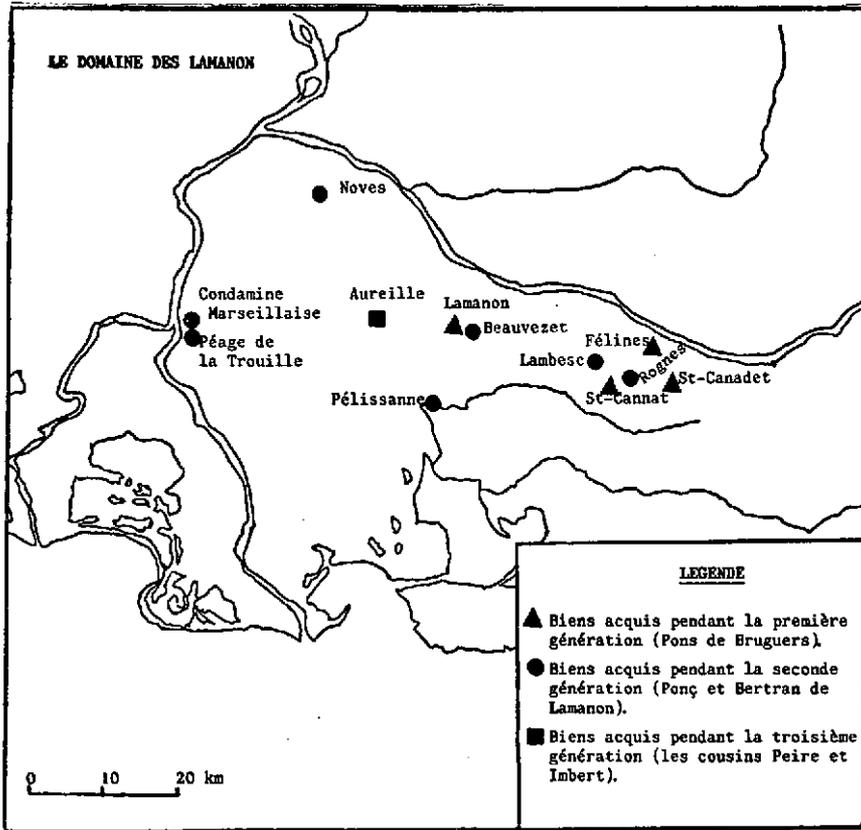 LE DOMAINE DES LAMANON
Noves
Condamine
Marseillaise
Péage de
la Trouille
Aureille
Lamanon
Beauvezet
Félines
Lambesc
Rognes
St-Canadet
St-Cannat
Pélissanne
LEGENDE
Biens acquis pendant la première
génération (Pons de Bruguers).
Biens acquis pendant la seconde
génération (Ponç et Bertran de
Lamanon).
Biens acquis pendant la troisième
génération (les cousins Peire et
Imbert).
0 10 20 km